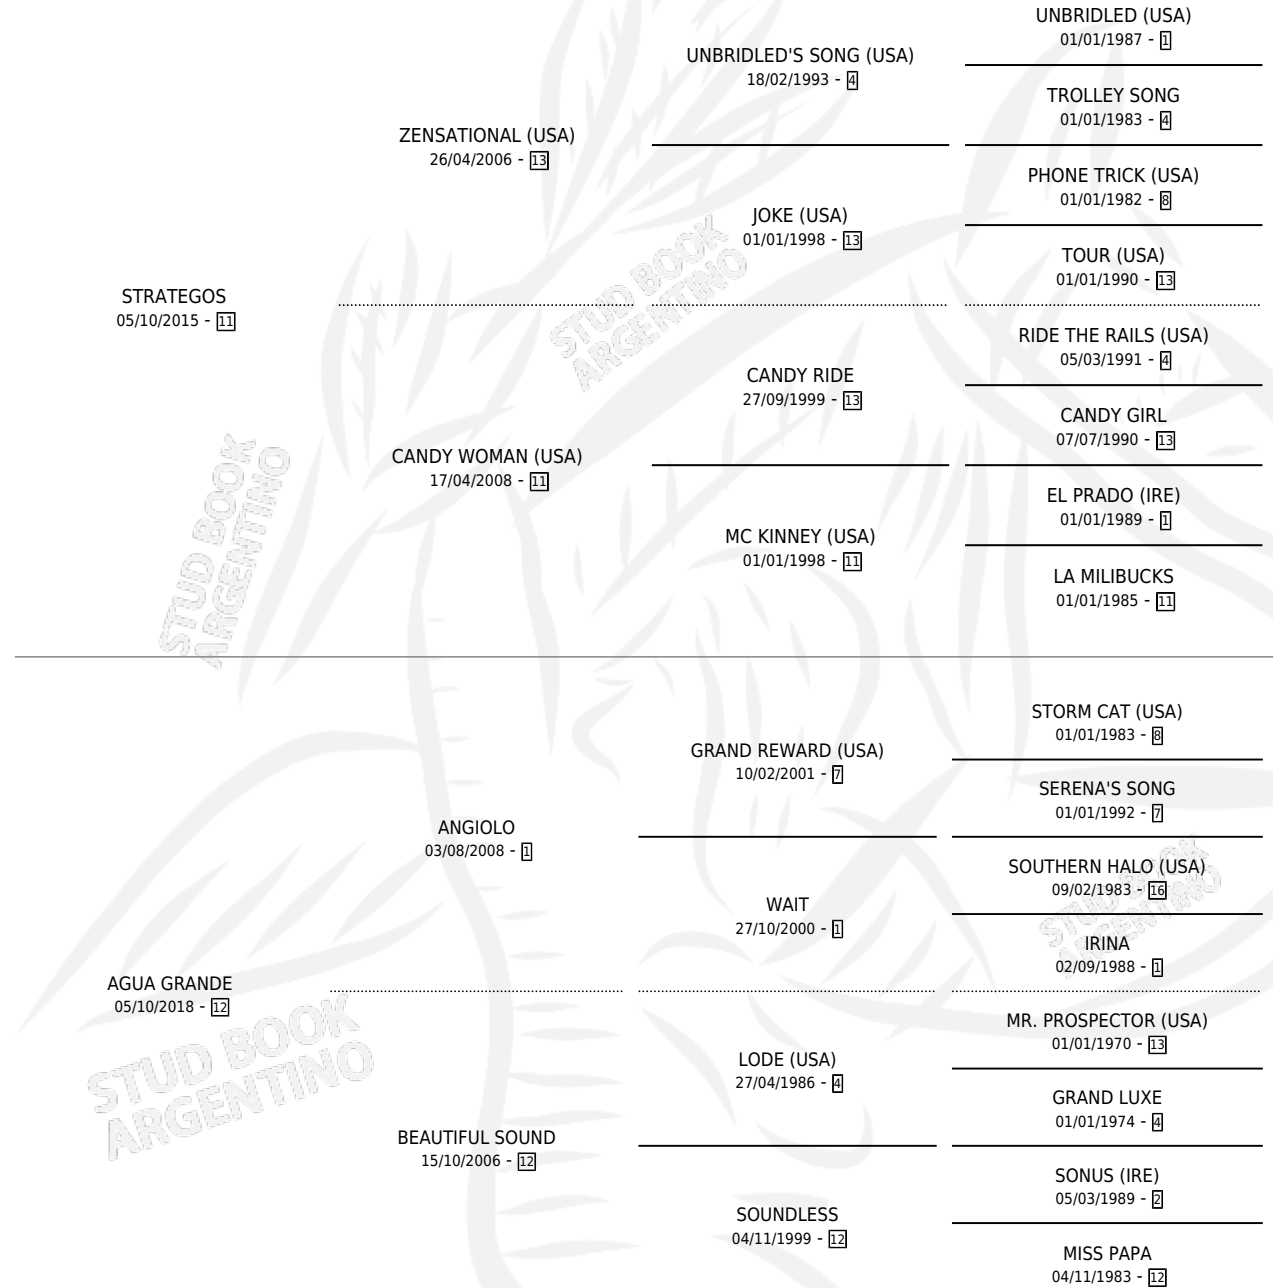 UNBRIDLED (USA)
01/01/1987 - 1
UNBRIDLED'S SONG (USA)
18/02/1993 - 4
TROLLEY SONG
01/01/1983 - 4
ZENSATIONAL (USA)
26/04/2006 - 13
PHONE TRICK (USA)
01/01/1982 - 8
JOKE (USA)
01/01/1998 - 13
TOUR (USA)
01/01/1990 - 13
STRATEGOS
05/10/2015 - 11
RIDE THE RAILS (USA)
05/03/1991 - 4
CANDY RIDE
27/09/1999 - 13
CANDY GIRL
07/07/1990 - 13
CANDY WOMAN (USA)
17/04/2008 - 11
EL PRADO (IRE)
01/01/1989 - 1
MC KINNEY (USA)
01/01/1998 - 11
LA MILIBUCKS
01/01/1985 - 11
STORM CAT (USA)
01/01/1983 - 8
GRAND REWARD (USA)
10/02/2001 - 7
SERENA'S SONG
01/01/1992 - 7
ANGIOLO
03/08/2008 - 1
SOUTHERN HALO (USA)
09/02/1983 - 16
WAIT
27/10/2000 - 1
IRINA
02/09/1988 - 1
AGUA GRANDE
05/10/2018 - 12
MR. PROSPECTOR (USA)
01/01/1970 - 13
LODE (USA)
27/04/1986 - 4
GRAND LUXE
01/01/1974 - 4
BEAUTIFUL SOUND
15/10/2006 - 12
SONUS (IRE)
05/03/1989 - 2
SOUNDLESS
04/11/1999 - 12
MISS PAPA
04/11/1983 - 12
STUD BOOK
ARGENTINO
STUD BOOK
ARGENTINO
STUD BOOK
ARGENTINO
STUD BOOK
ARGENTINO